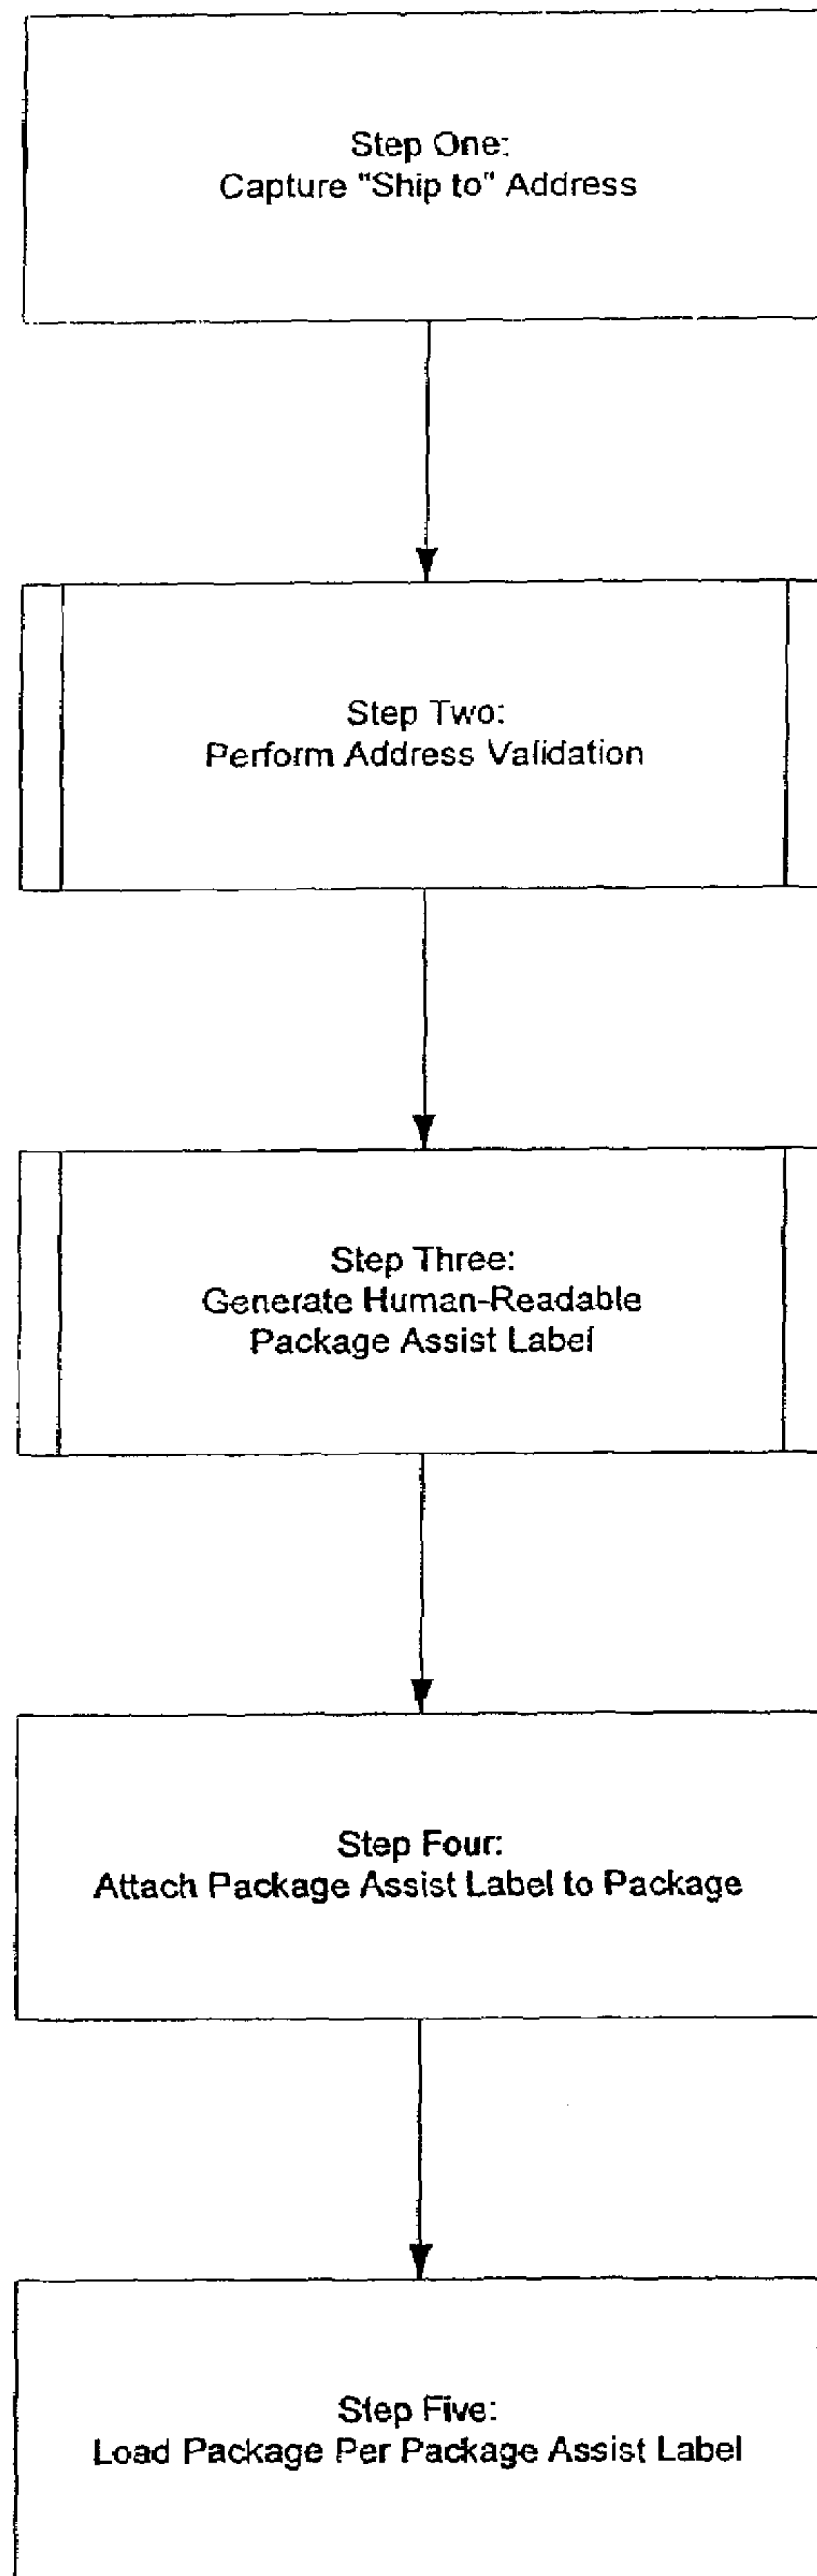 Step One:
Capture "Ship to" Address
Step Two:
Perform Address Validation
Step Three:
Generate Human-Readable
Package Assist Label
Step Four:
Attach Package Assist Label to Package
Step Five:
Load Package Per Package Assist Label